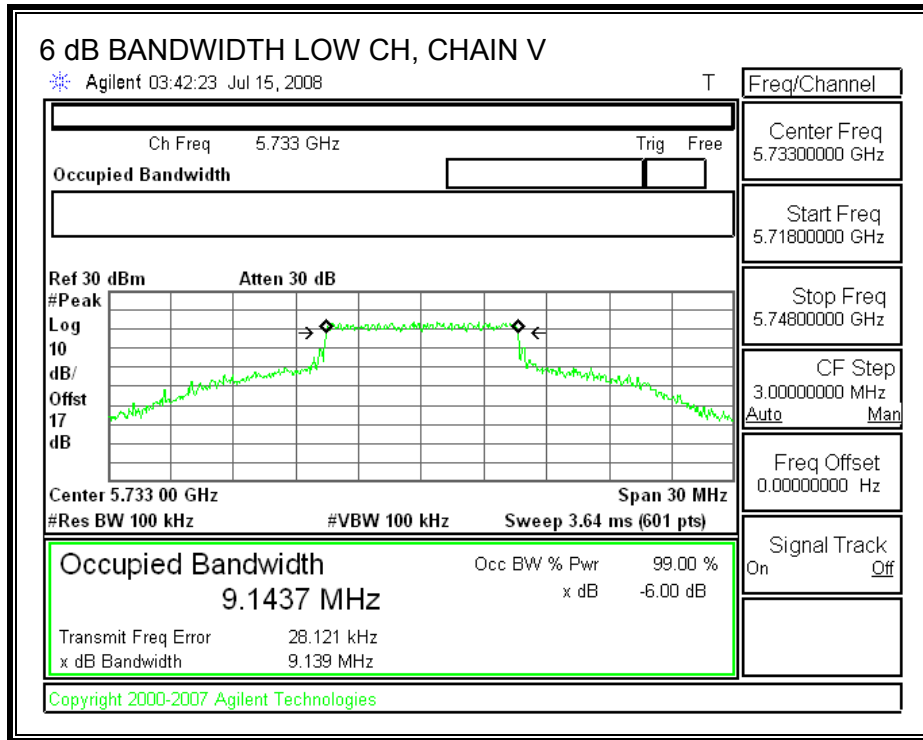 6 dB BANDWIDTH LOW CH, CHAIN V
Agilent 03:42:23 Jul 15, 2008 T
Freq/Channel
Ch Freq 5.733 GHz Trig Free
Occupied Bandwidth
Center Freq
5.73300000 GHz
Start Freq
5.71800000 GHz
Stop Freq
5.74800000 GHz
CF Step
3.00000000 MHz
Auto Man
Freq Offset
0.00000000 Hz
Signal Track
On Off
Ref 30 dBm Atten 30 dB
#Peak
Log
10
dB/
Offst
17
dB
Center 5.733 00 GHz Span 30 MHz
#Res BW 100 kHz #VBW 100 kHz Sweep 3.64 ms (601 pts)
Occupied Bandwidth Occ BW % Pwr 99.00 %
9.1437 MHz x dB -6.00 dB
Transmit Freq Error 28.121 kHz
x dB Bandwidth 9.139 MHz
Copyright 2000-2007 Agilent Technologies